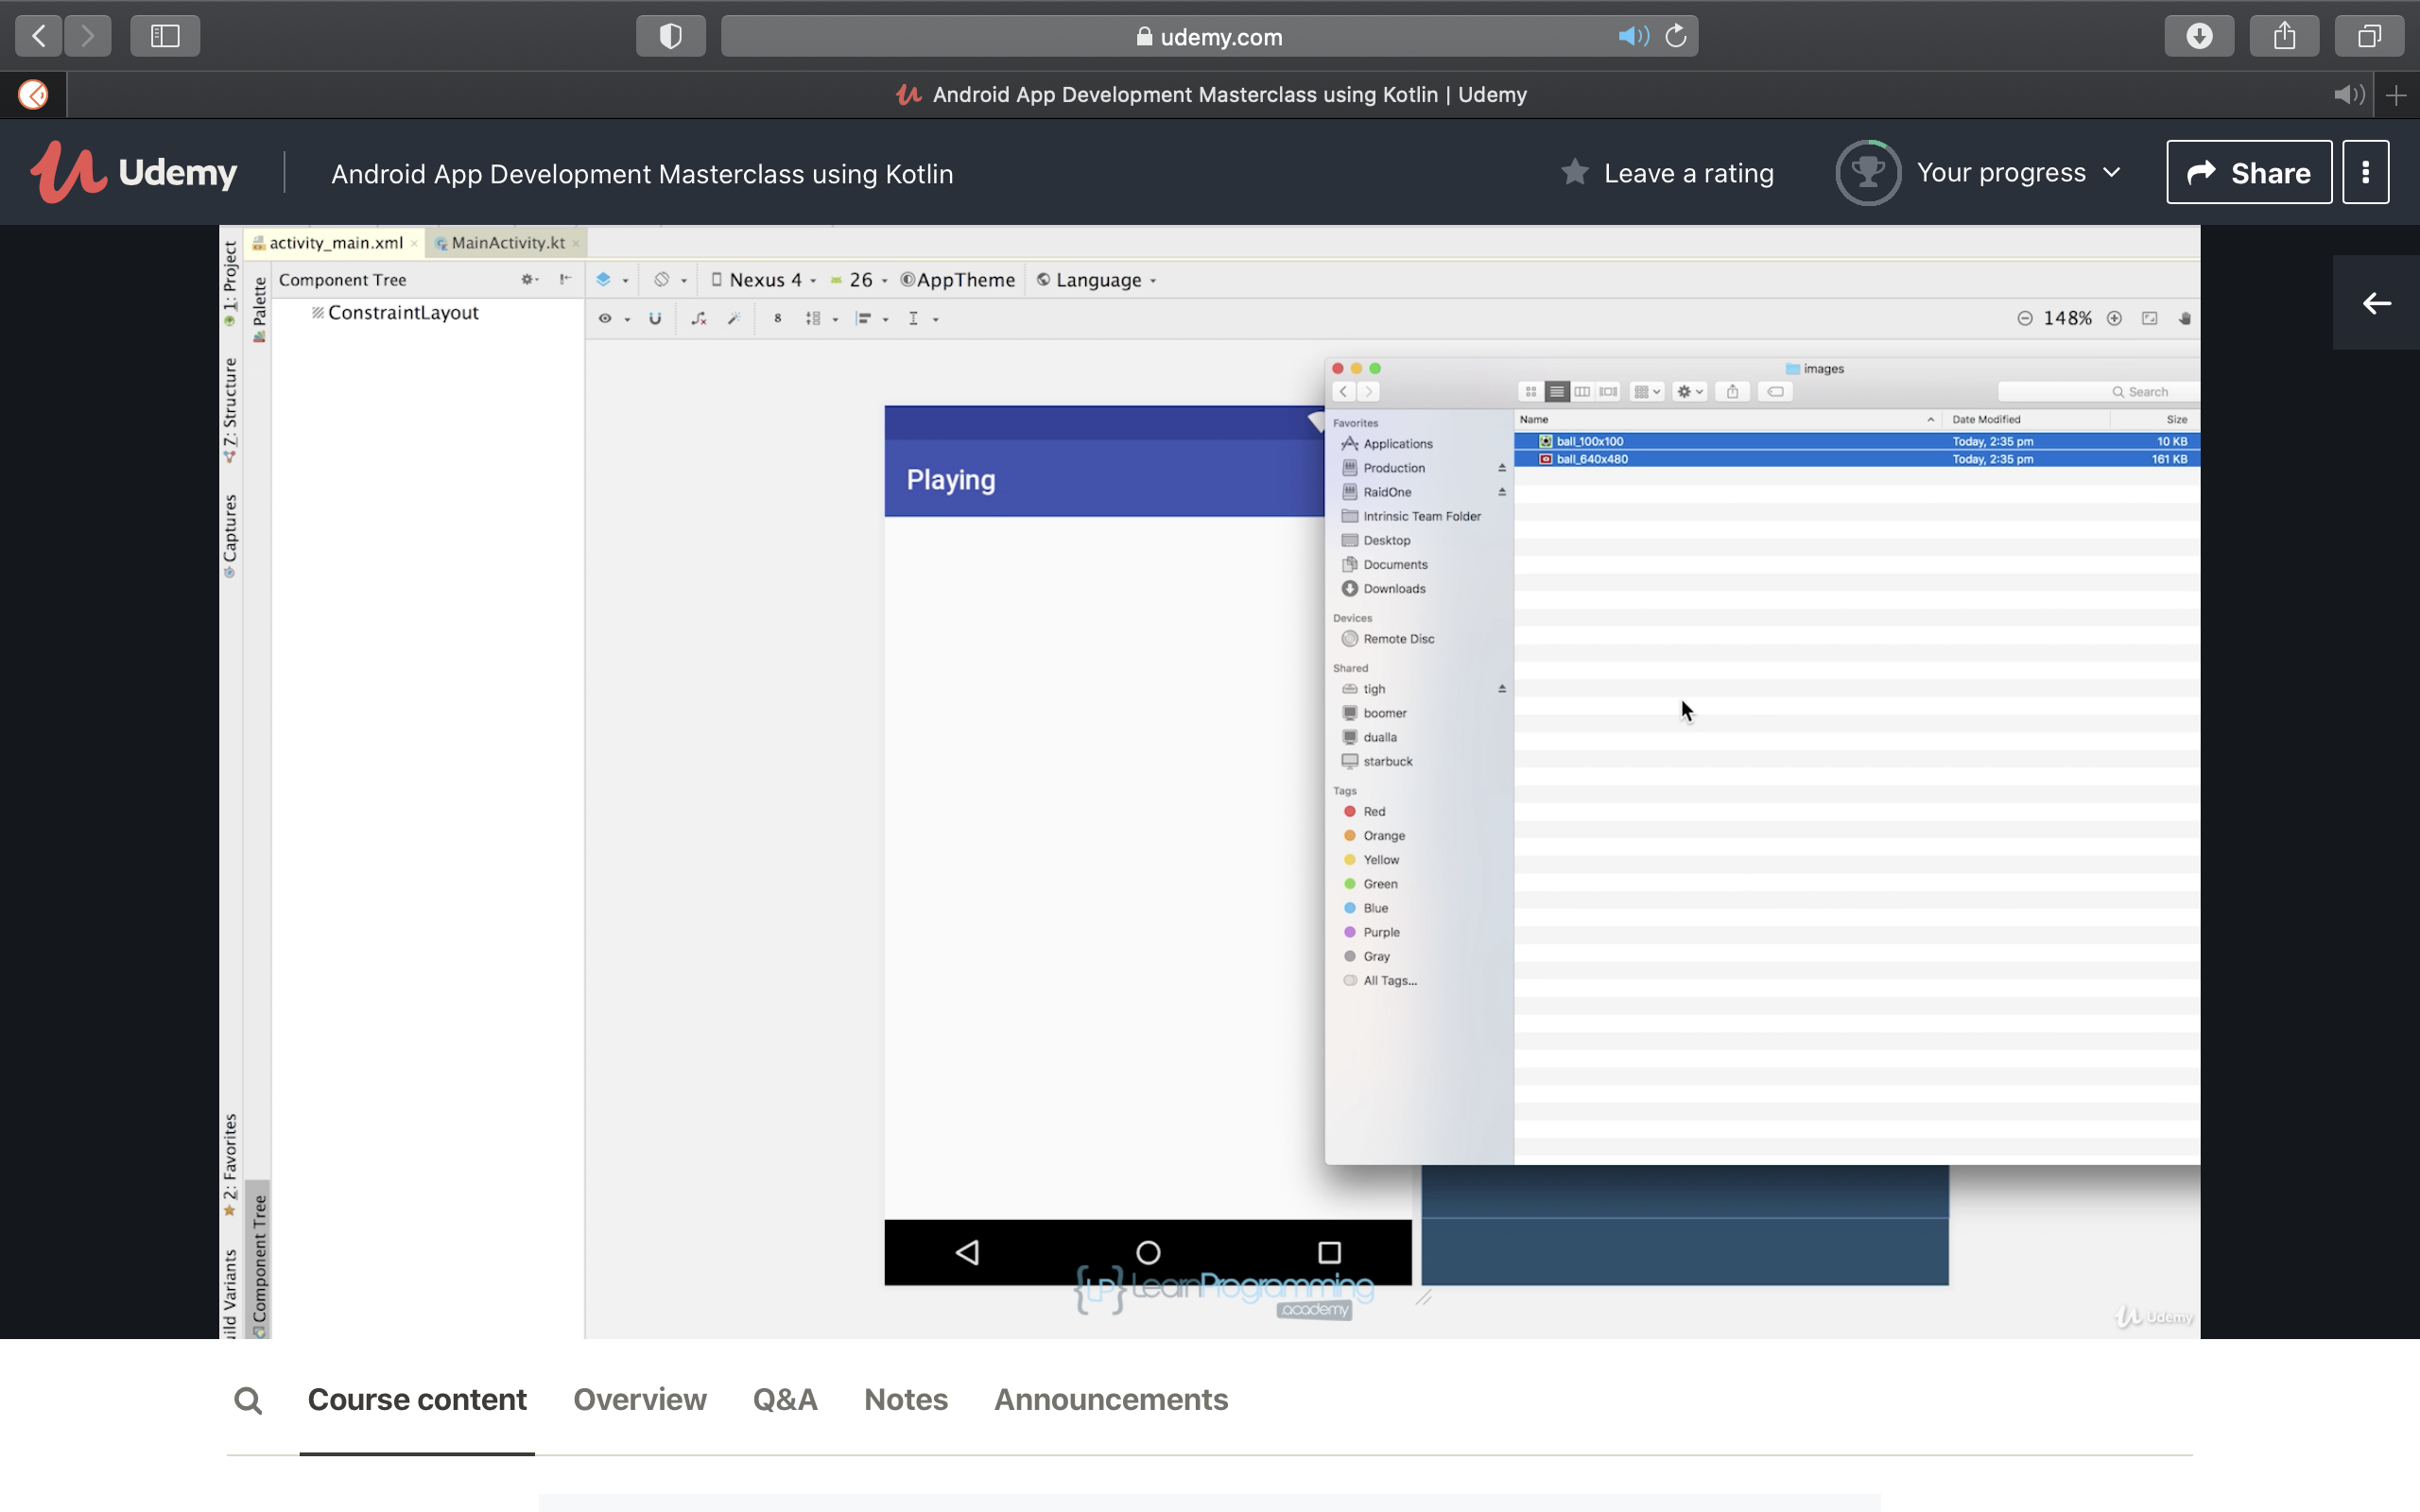 udemy.com
Android App Development Masterclass using Kotlin | Udemy
Udemy
Android App Development Masterclass using Kotlin
Leave a rating
Your progress
Share
activity_main.xml
MainActivity.kt
1: Project
Palette
7: Structure
Captures
2: Favorites
Component Tree
ild Variants
Component Tree
ConstraintLayout
Nexus 4
26
AppTheme
Language
8
148%
Playing
images
Search
Favorites
Applications
Production
RaidOne
Intrinsic Team Folder
Desktop
Documents
Downloads
Devices
Remote Disc
Shared
tigh
boomer
dualla
starbuck
Tags
Red
Orange
Yellow
Green
Blue
Purple
Gray
All Tags...
Name Date Modified Size
ball_100x100 Today, 2:35 pm 10 KB
ball_640x480 Today, 2:35 pm 161 KB
{LP} LearnProgramming
academy
Udemy
Course content
Overview
Q&A
Notes
Announcements